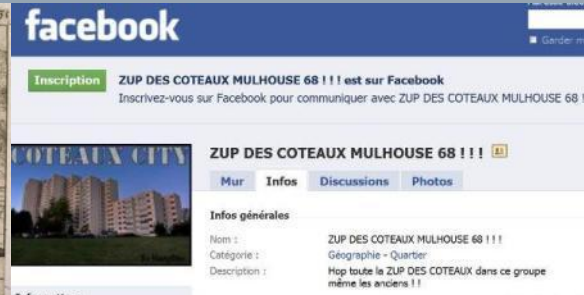 facebook
Garder
Inscription
ZUP DES COTEAUX MULHOUSE 68 ! ! ! est sur Facebook
Inscrivez-vous sur Facebook pour communiquer avec ZUP DES COTEAUX MULHOUSE 68 !
COTEAUX CITY
ZUP DES COTEAUX MULHOUSE 68 ! ! !
Mur Infos Discussions Photos
Infos générales
Nom : ZUP DES COTEAUX MULHOUSE 68 ! ! !
Catégorie : Géographie - Quartier
Description : Hop toute la ZUP DES COTEAUX dans ce groupe
même les anciens ! !